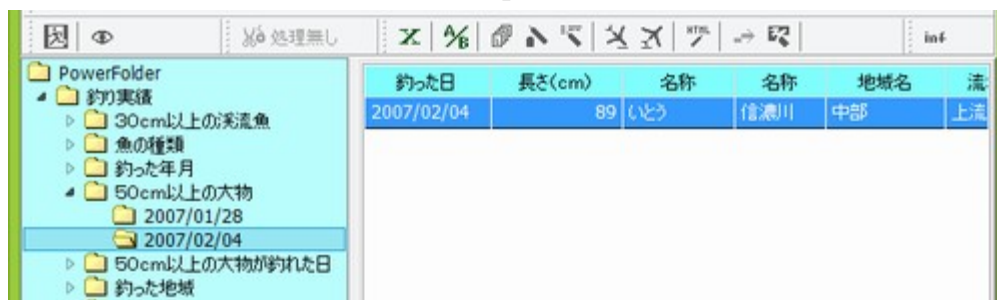 処理無し
A/B
HTML
inf
PowerFolder
釣り実績
30cm以上の渓流魚
魚の種類
釣った年月
50cm以上の大物
2007/01/28
2007/02/04
50cm以上の大物が釣れた日
釣った地域
釣った日 長さ(cm) 名称 名称 地域名
2007/02/04 89 いとう 信濃川 中部 上流